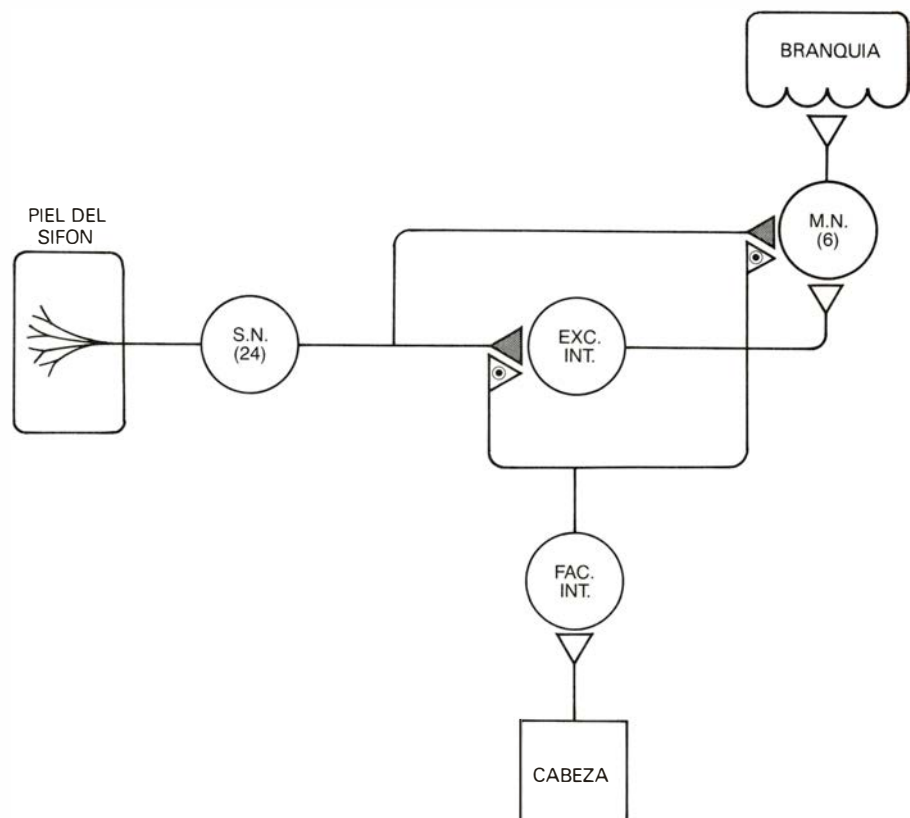 BRANQUIA
PIEL DEL
SIFON
M.N.
(6)
S.N.
(24)
EXC.
INT.
FAC.
INT.
CABEZA